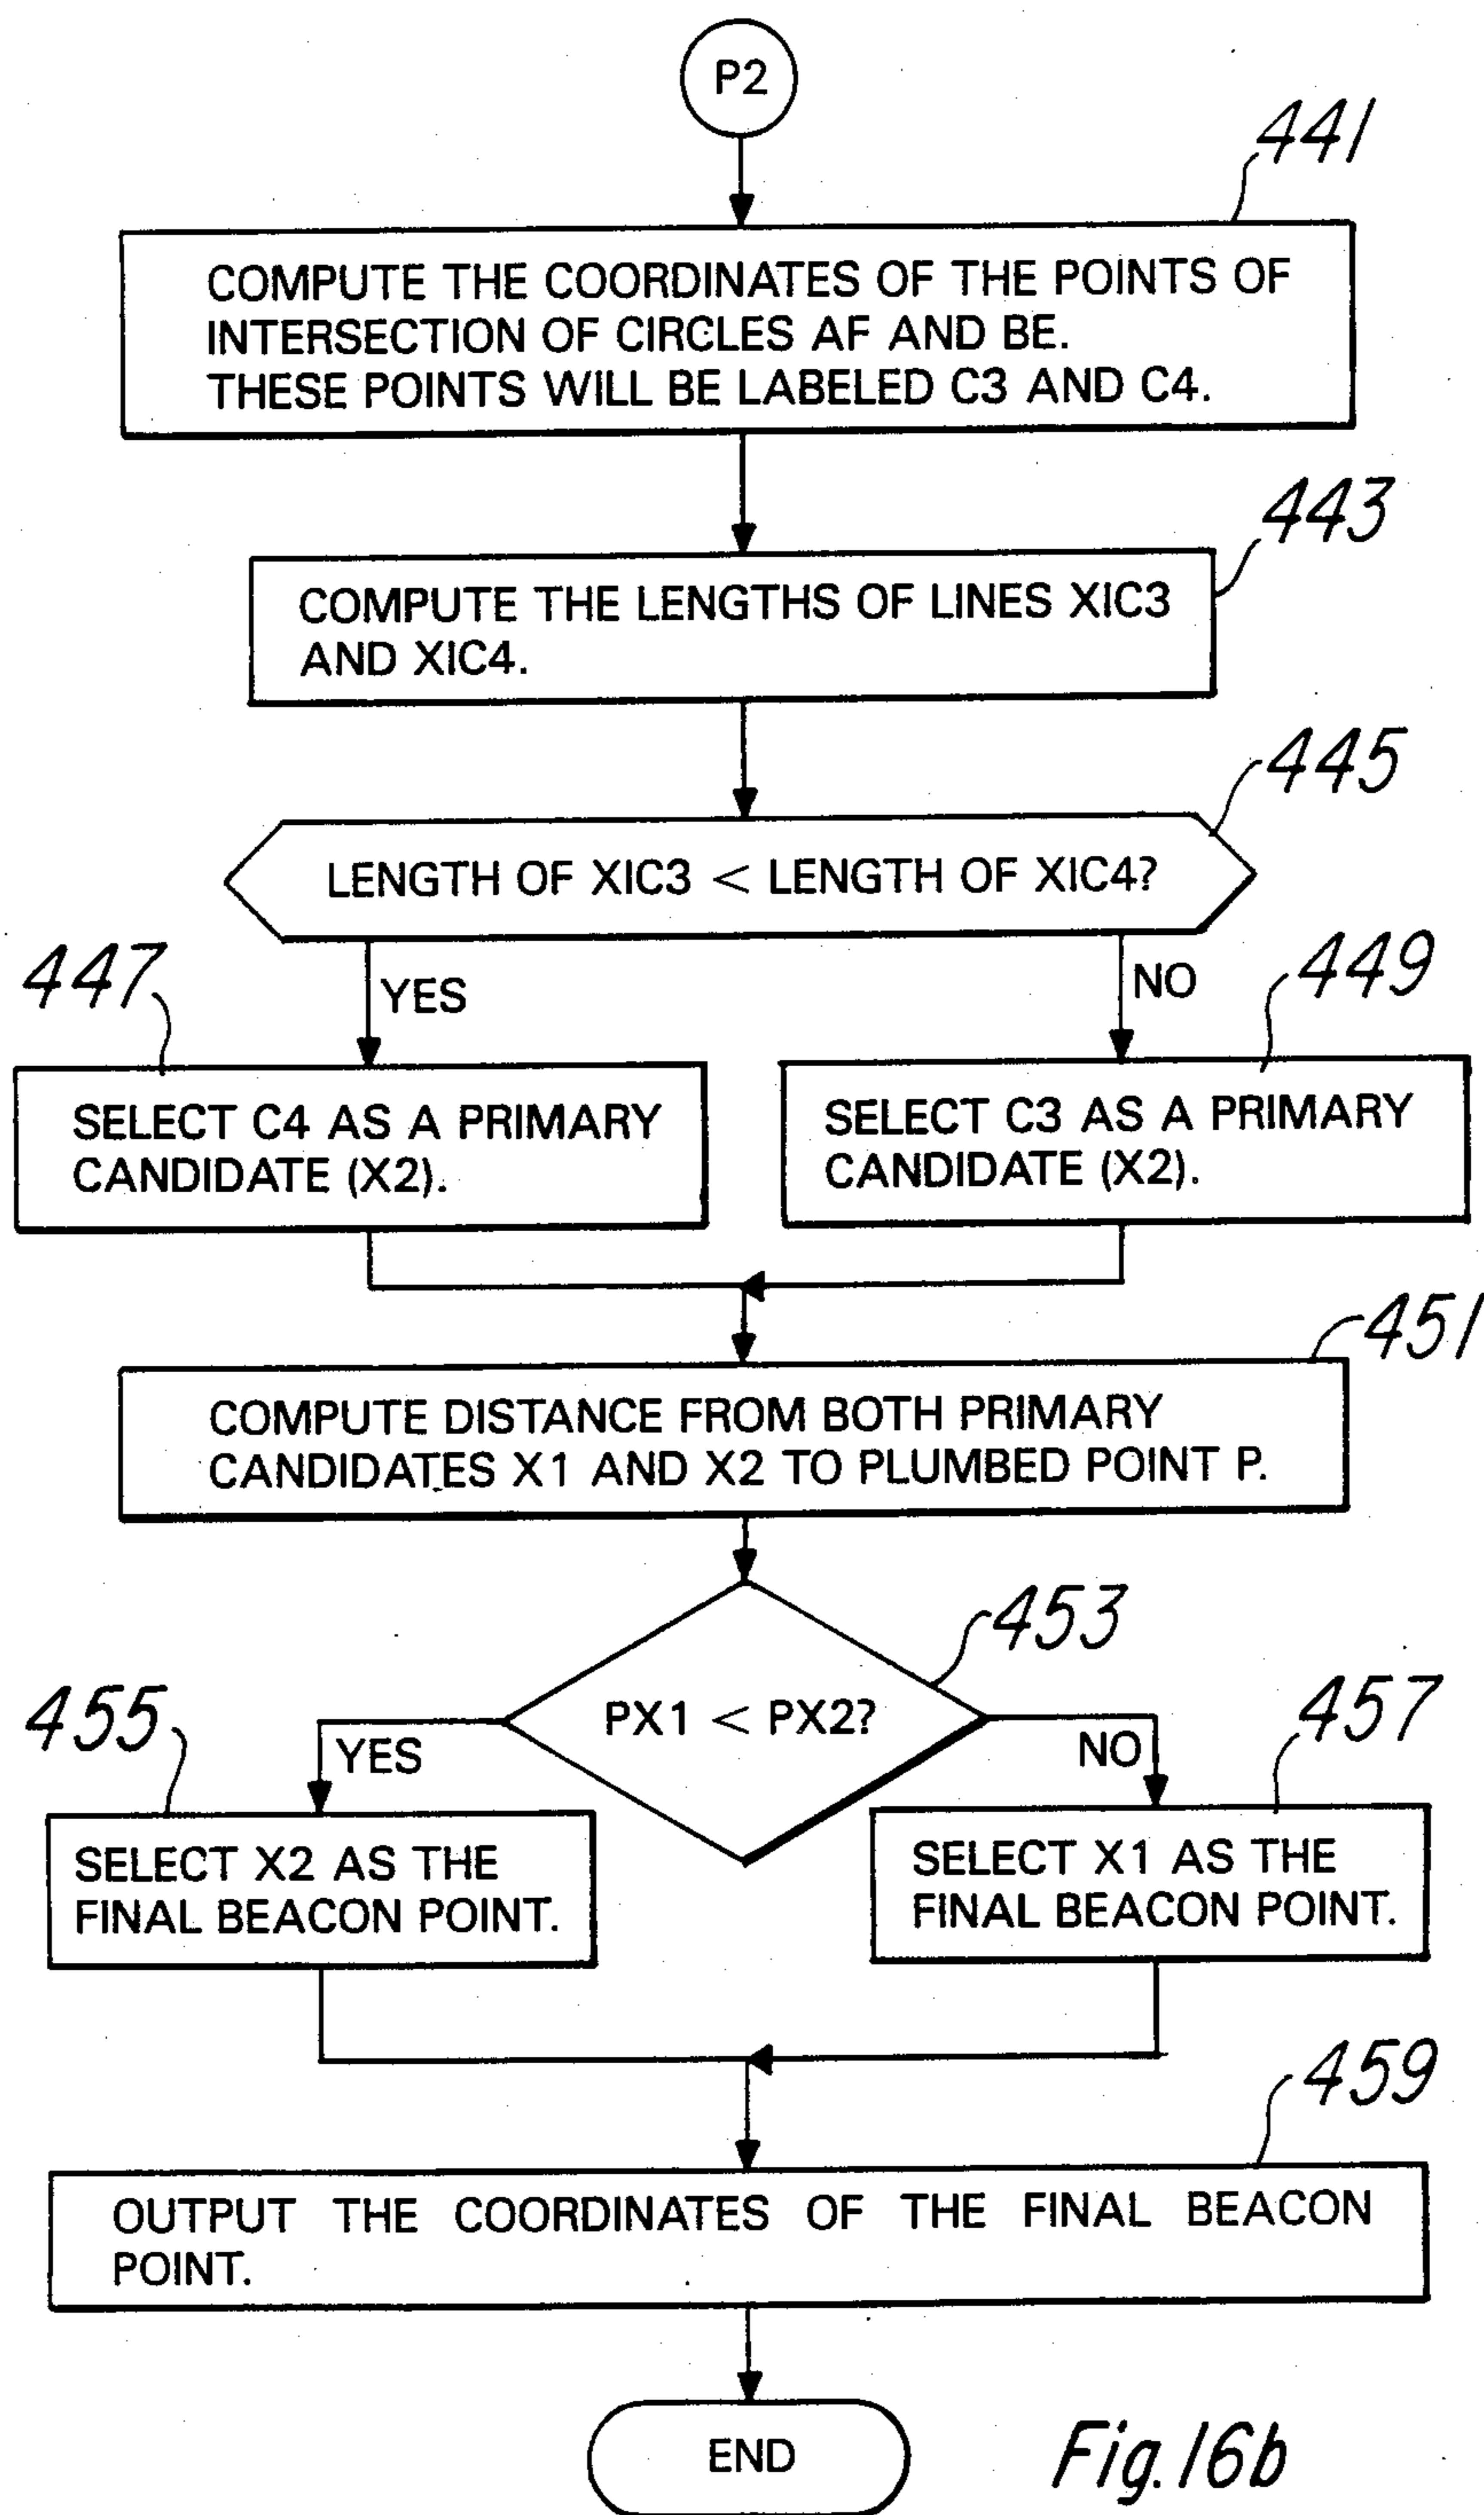 P2
441
COMPUTE THE COORDINATES OF THE POINTS OF
INTERSECTION OF CIRCLES AF AND BE.
THESE POINTS WILL BE LABELED C3 AND C4.
443
COMPUTE THE LENGTHS OF LINES XIC3
AND XIC4.
445
LENGTH OF XIC3 < LENGTH OF XIC4?
447
YES
NO
449
SELECT C4 AS A PRIMARY
CANDIDATE (X2).
SELECT C3 AS A PRIMARY
CANDIDATE (X2).
451
COMPUTE DISTANCE FROM BOTH PRIMARY
CANDIDATES X1 AND X2 TO PLUMBED POINT P.
453
PX1 < PX2?
455
YES
NO
457
SELECT X2 AS THE
FINAL BEACON POINT.
SELECT X1 AS THE
FINAL BEACON POINT.
459
OUTPUT THE COORDINATES OF THE FINAL BEACON
POINT.
END
Fig. 16b